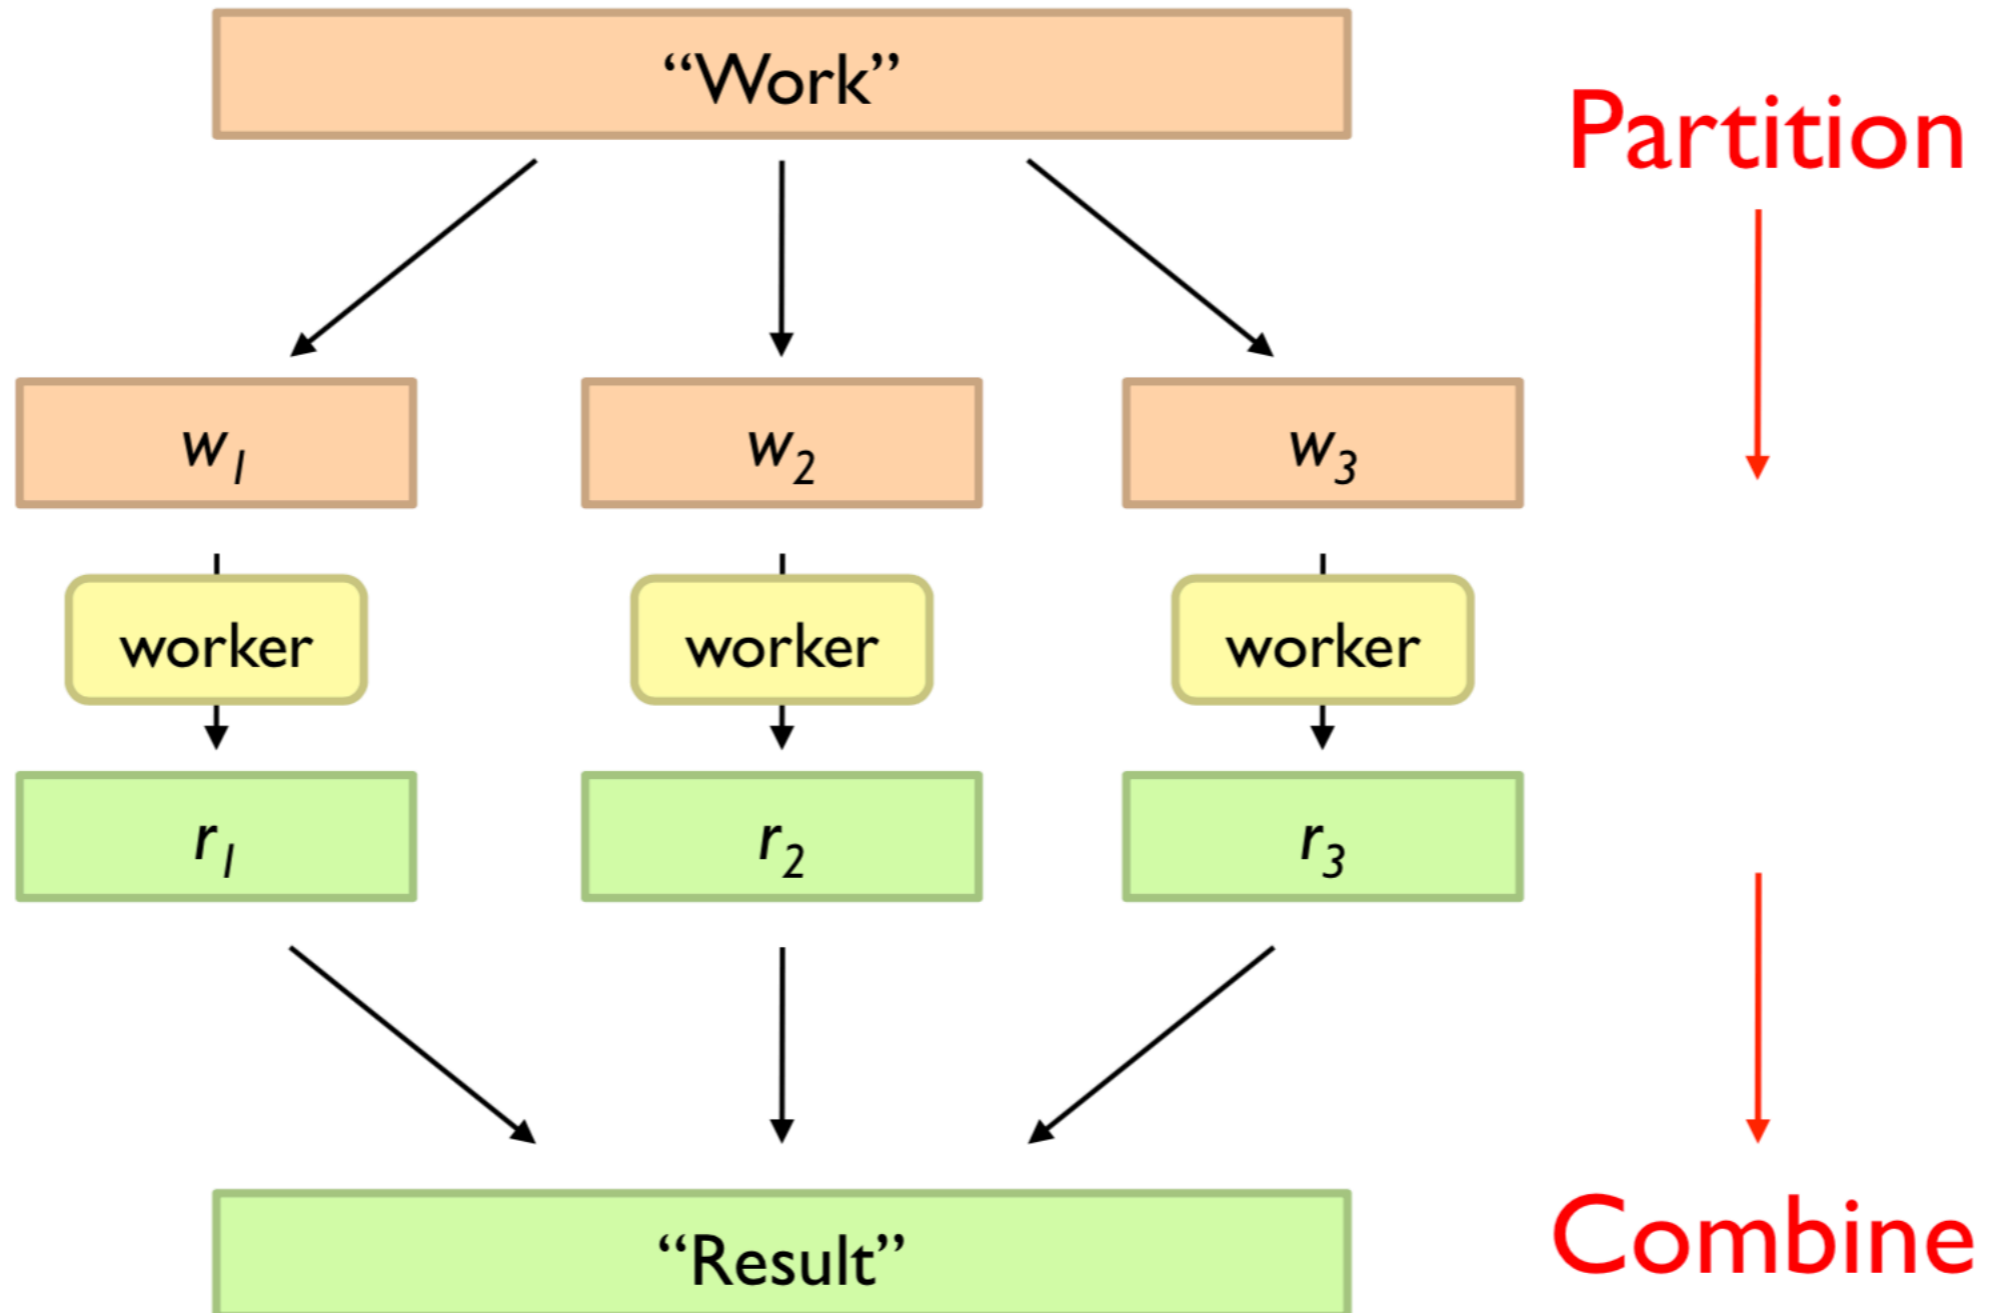 “Work”
Partition
w1
w2
w3
worker
worker
worker
r1
r2
r3
“Result”
Combine